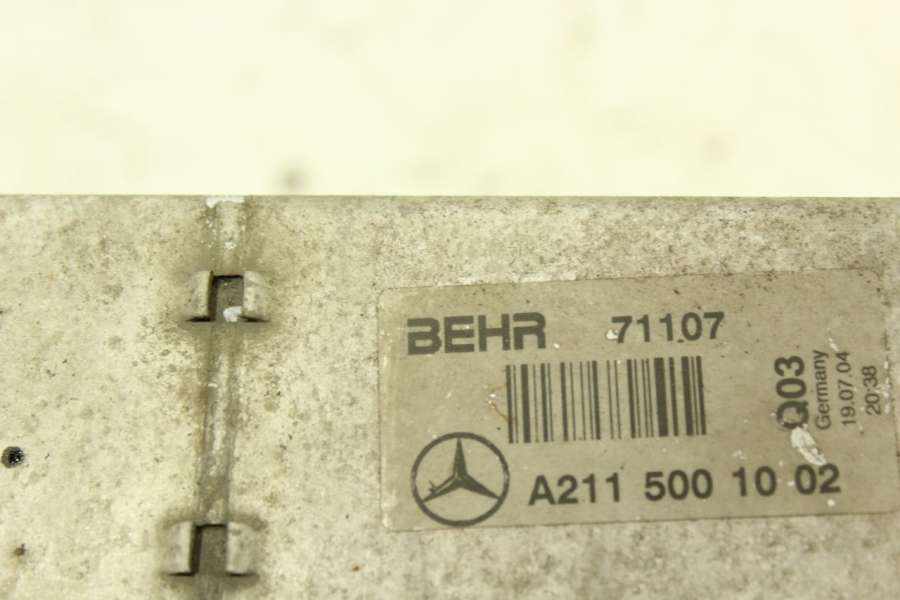 BEHR 71107
A211 500 10 02
Q03
Germany
19.07.04
20:38